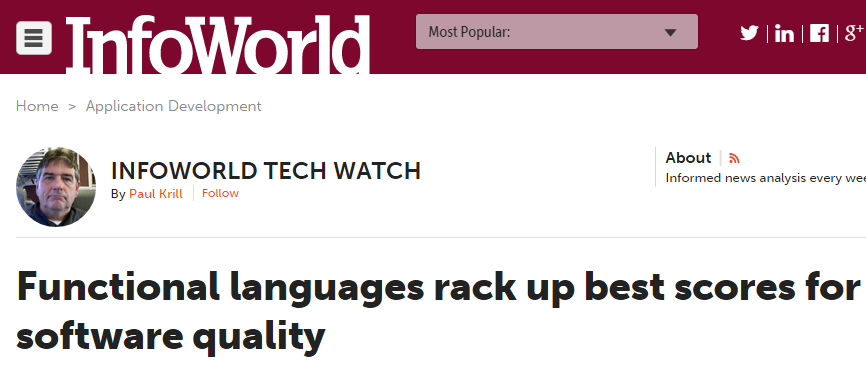 InfoWorld
Most Popular:
Home > Application Development
INFOWORLD TECH WATCH
By Paul Krill Follow
About
Informed news analysis every wee
Functional languages rack up best scores for
software quality